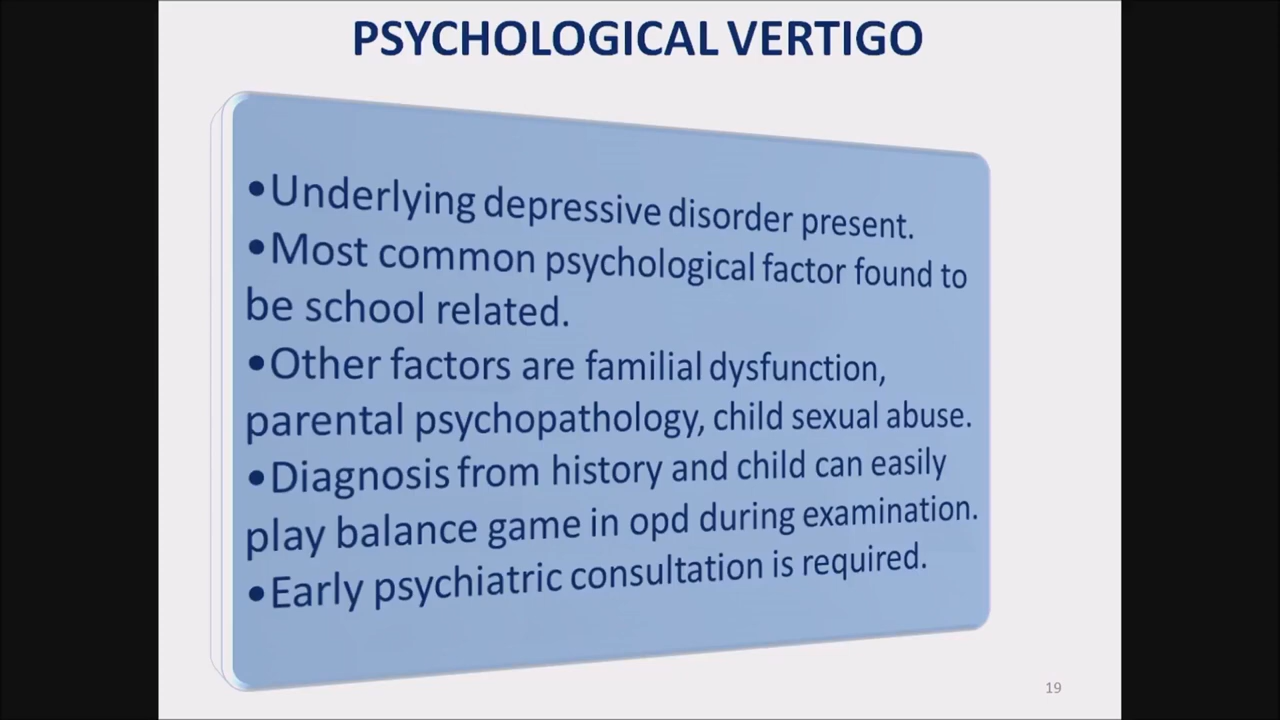 PSYCHOLOGICAL VERTIGO
•Underlying depressive disorder present.
•Most common psychological factor found to
be school related.
•Other factors are familial dysfunction,
parental psychopathology, child sexual abuse.
•Diagnosis from history and child can easily
play balance game in opd during examination.
•Early psychiatric consultation is required.
19